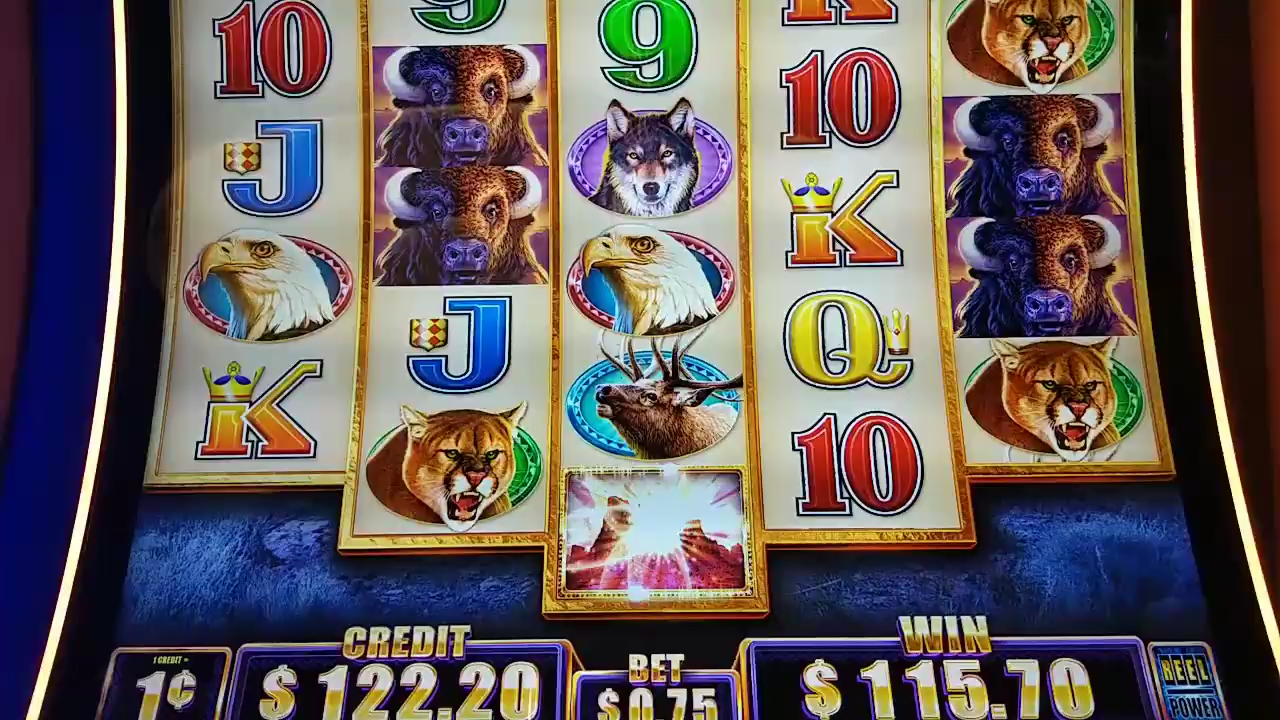 9
K
10
9
10
J
K
J
Q
K
10
CREDIT
WIN
1 CREDIT =
BET
1¢
$ 122.20
$ 0.75
$ 115.70
REEL
POWER